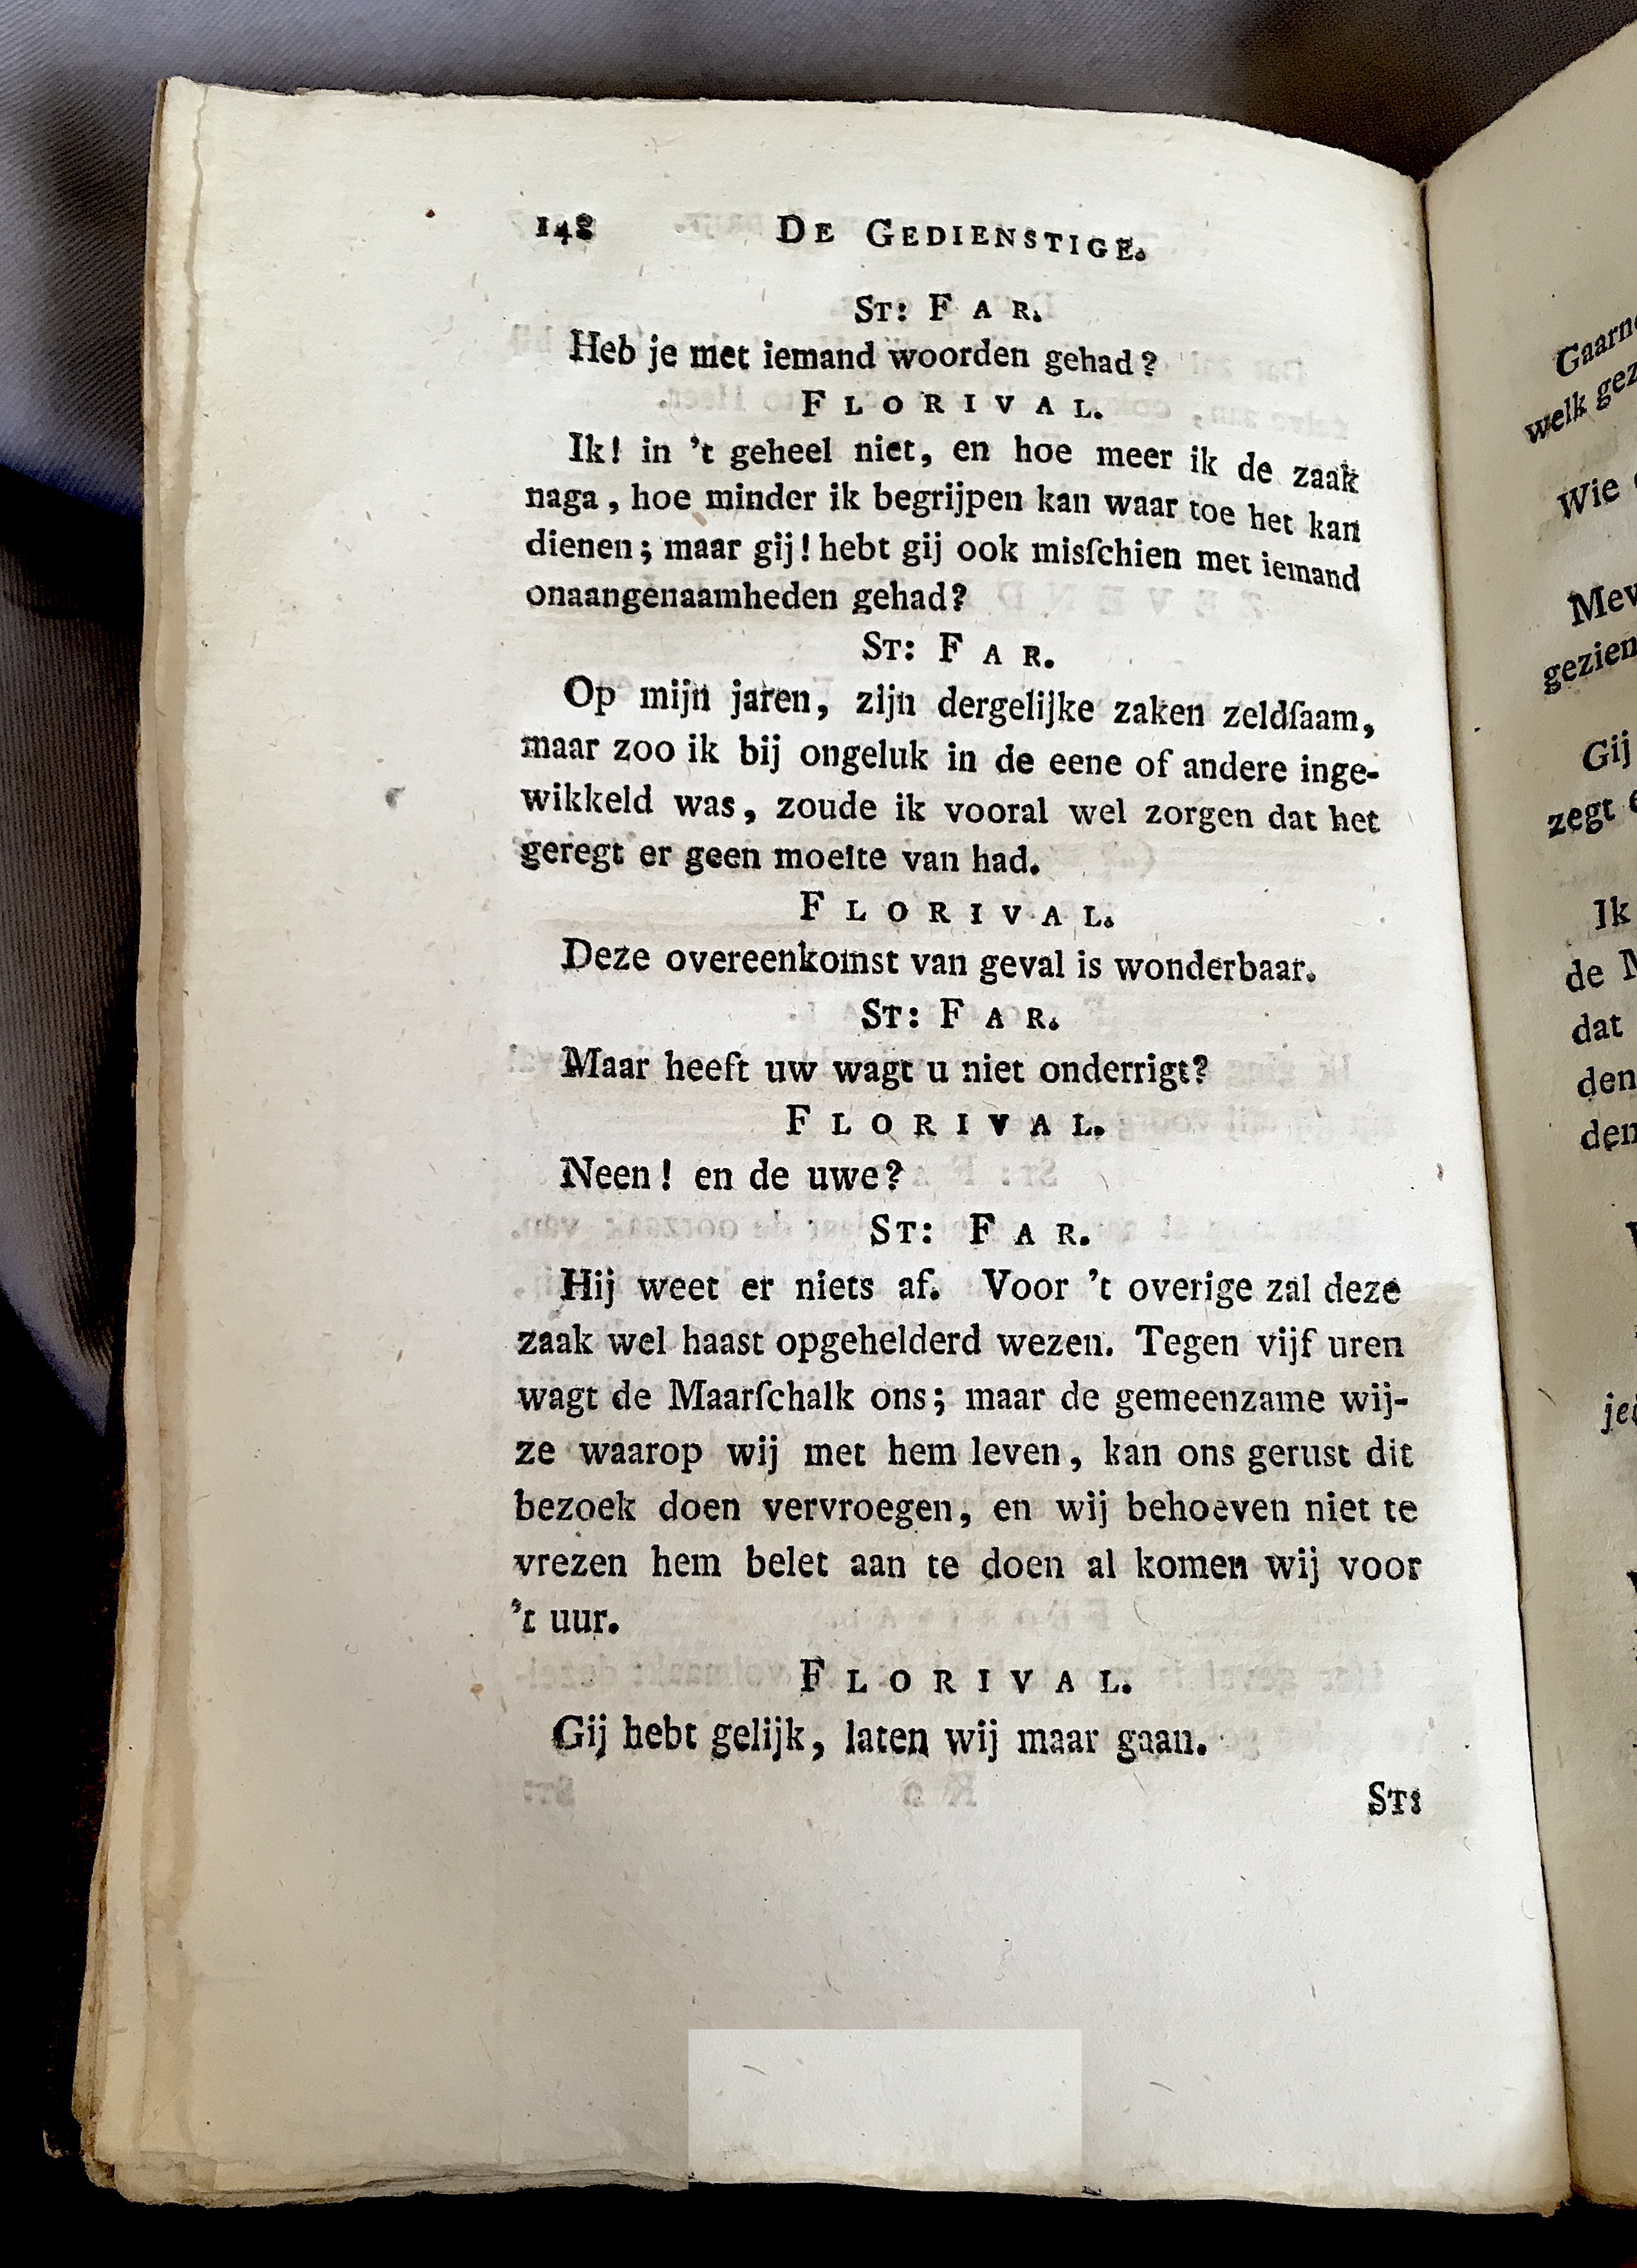 148 DE GEDIENSTIGE.
ST: FAR.
Heb je met iemand woorden gehad?
FLORIVAL.
Ik! in 't geheel niet, en hoe meer ik de zaak
naga, hoe minder ik begrijpen kan waar toe het kan
dienen; maar gij! hebt gij ook misſchien met iemand
onaangenaamheden gehad?
ST: FAR.
Op mijn jaren, zijn dergelijke zaken zeldſaam,
maar zoo ik bij ongeluk in de eene of andere inge-
wikkeld was, zoude ik vooral wel zorgen dat het
geregt er geen moeite van had.
FLORIVAL.
Deze overeenkomst van geval is wonderbaar.
ST: FAR.
Maar heeft uw wagt u niet onderrigt?
FLORIVAL.
Neen! en de uwe?
ST: FAR.
Hij weet er niets af. Voor 't overige zal deze
zaak wel haast opgehelderd wezen. Tegen vijf uren
wagt de Maarſchalk ons; maar de gemeenzame wij-
ze waarop wij met hem leven, kan ons gerust dit
bezoek doen vervroegen, en wij behoeven niet te
vrezen hem belet aan te doen al komen wij voor
't uur.
FLORIVAL.
Gij hebt gelijk, laten wij maar gaan.
ST:
welk
Wie
Gij
zegt
Ik
de
dat